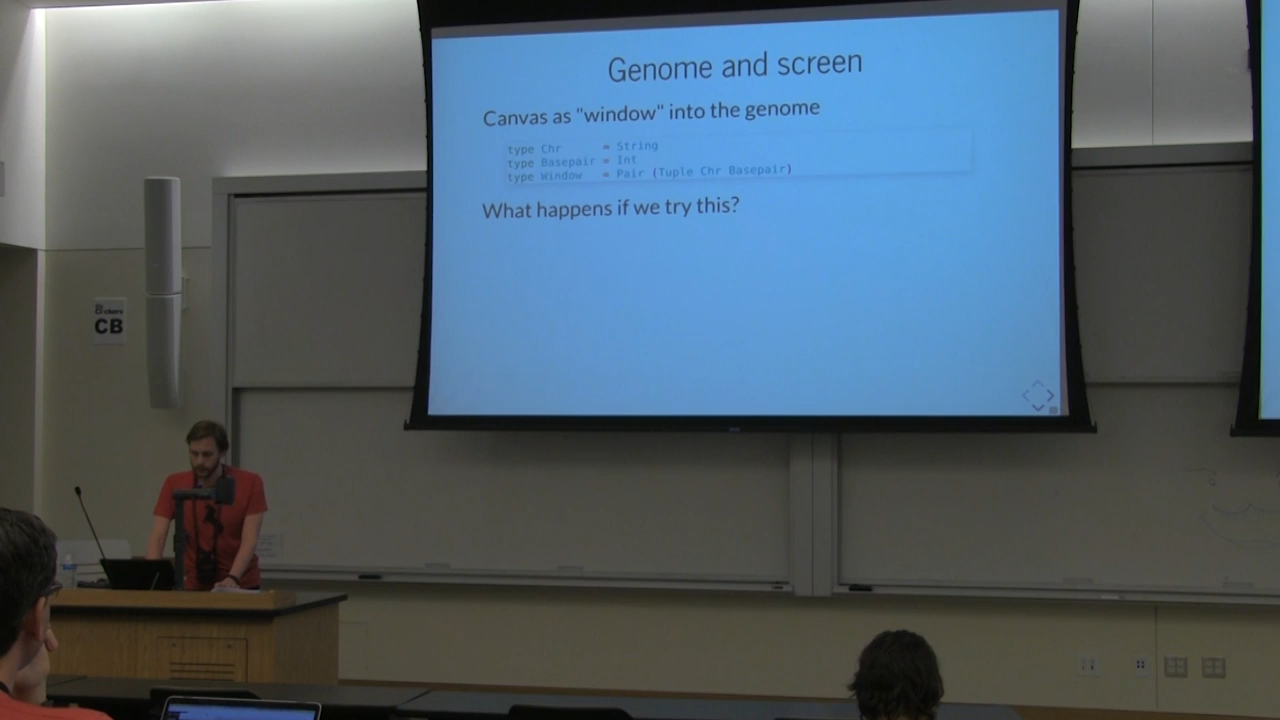 Genome and screen
Canvas as "window" into the genome
type Chr = String
type Basepair = Int
type Window = Pair (Tuple Chr Basepair)
What happens if we try this?
CB